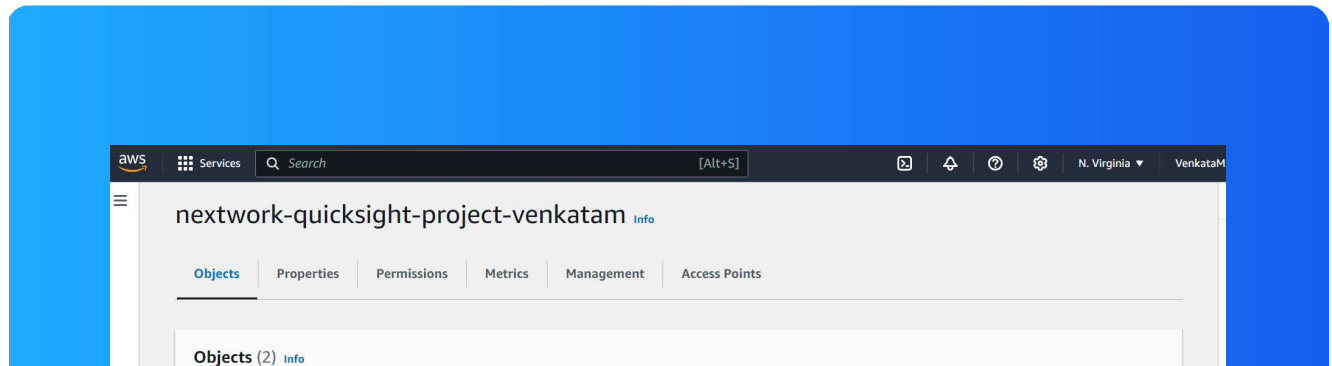 aws Services Search [Alt+S] N. Virginia VenkataM
nextwork-quicksight-project-venkatam Info
Objects Properties Permissions Metrics Management Access Points
Objects (2) Info